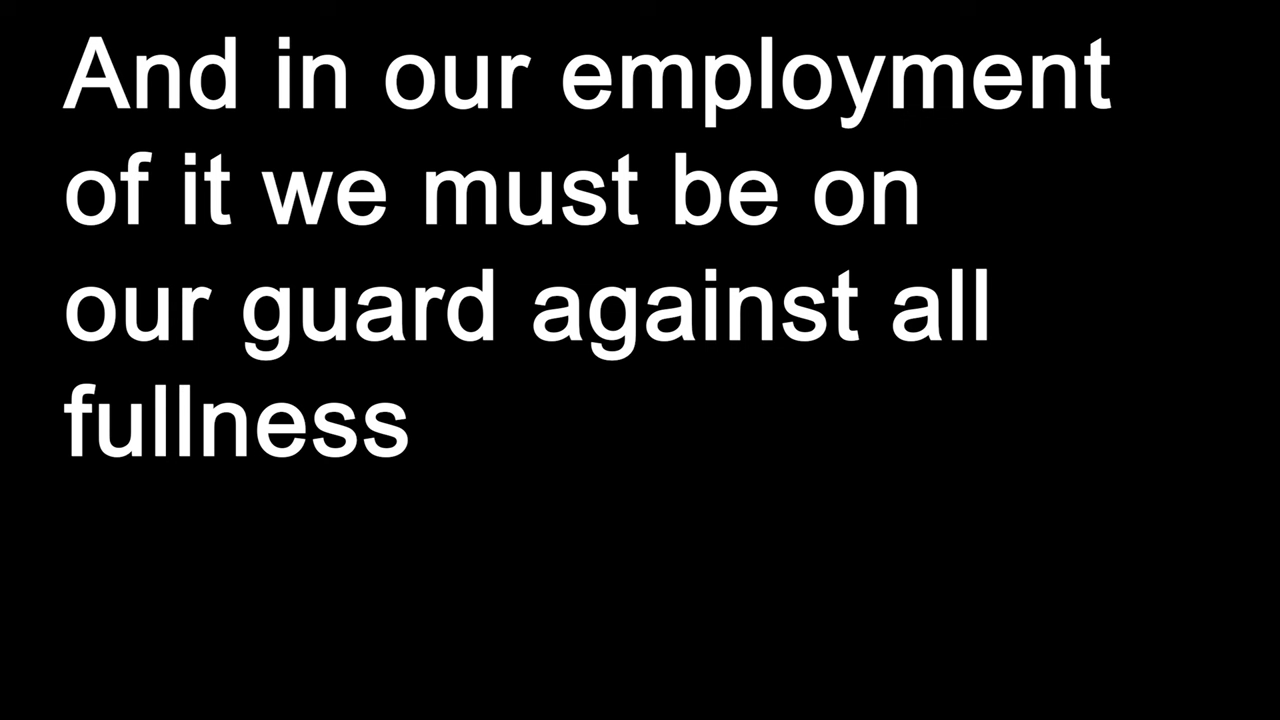 And in our employment
of it we must be on
our guard against all
fullness